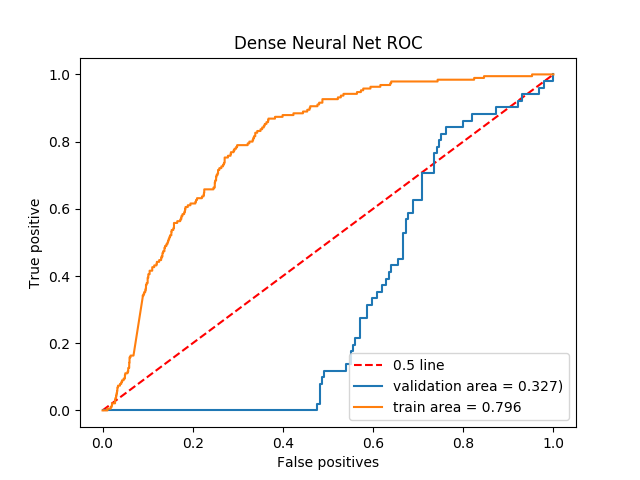 Dense Neural Net ROC
1.0
0.8
0.6
0.4
0.2
0.0
True positive
0.5 line
validation area = 0.327)
train area = 0.796
0.0
0.2
0.4
0.6
0.8
1.0
False positives